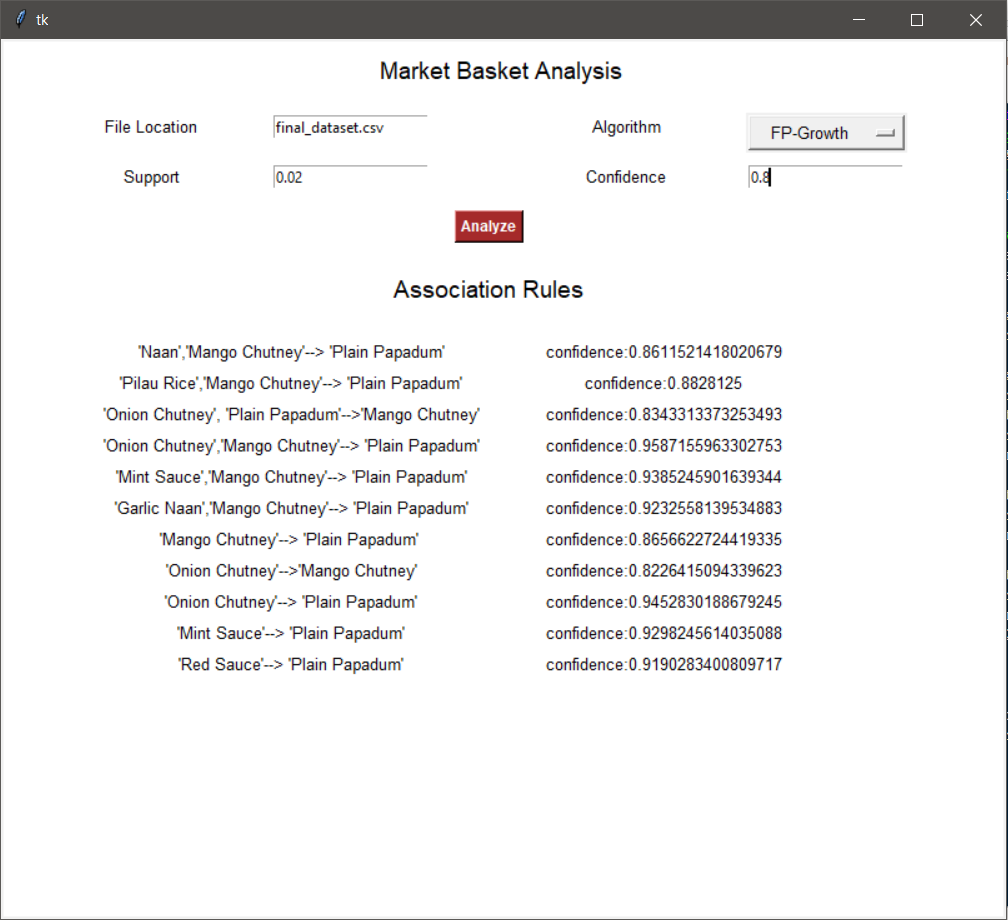 tk
Market Basket Analysis
File Location final_dataset.csv Algorithm FP-Growth
Support 0.02 Confidence 0.8
Analyze
Association Rules
'Naan','Mango Chutney'--> 'Plain Papadum' confidence:0.8611521418020679
'Pilau Rice','Mango Chutney'--> 'Plain Papadum' confidence:0.8828125
'Onion Chutney', 'Plain Papadum'-->'Mango Chutney' confidence:0.8343313373253493
'Onion Chutney','Mango Chutney'--> 'Plain Papadum' confidence:0.9587155963302753
'Mint Sauce','Mango Chutney'--> 'Plain Papadum' confidence:0.9385245901639344
'Garlic Naan','Mango Chutney'--> 'Plain Papadum' confidence:0.9232558139534883
'Mango Chutney'--> 'Plain Papadum' confidence:0.8656622724419335
'Onion Chutney'-->'Mango Chutney' confidence:0.8226415094339623
'Onion Chutney'--> 'Plain Papadum' confidence:0.9452830188679245
'Mint Sauce'--> 'Plain Papadum' confidence:0.9298245614035088
'Red Sauce'--> 'Plain Papadum' confidence:0.9190283400809717